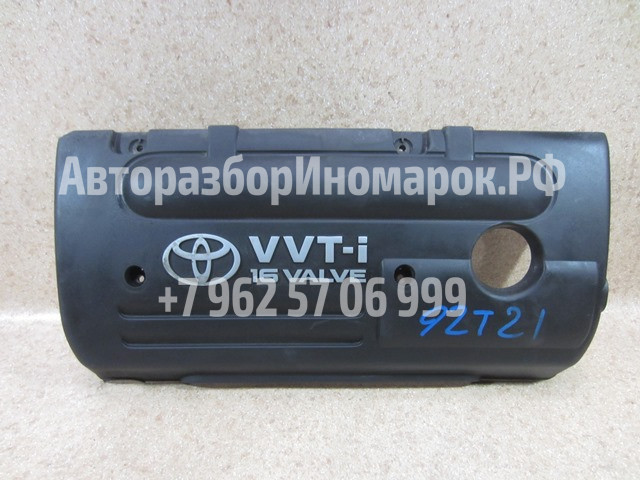 АвторазборИномарок.РФ
VVT-i
16 VALVE
+7 962 57 06 999
92T21